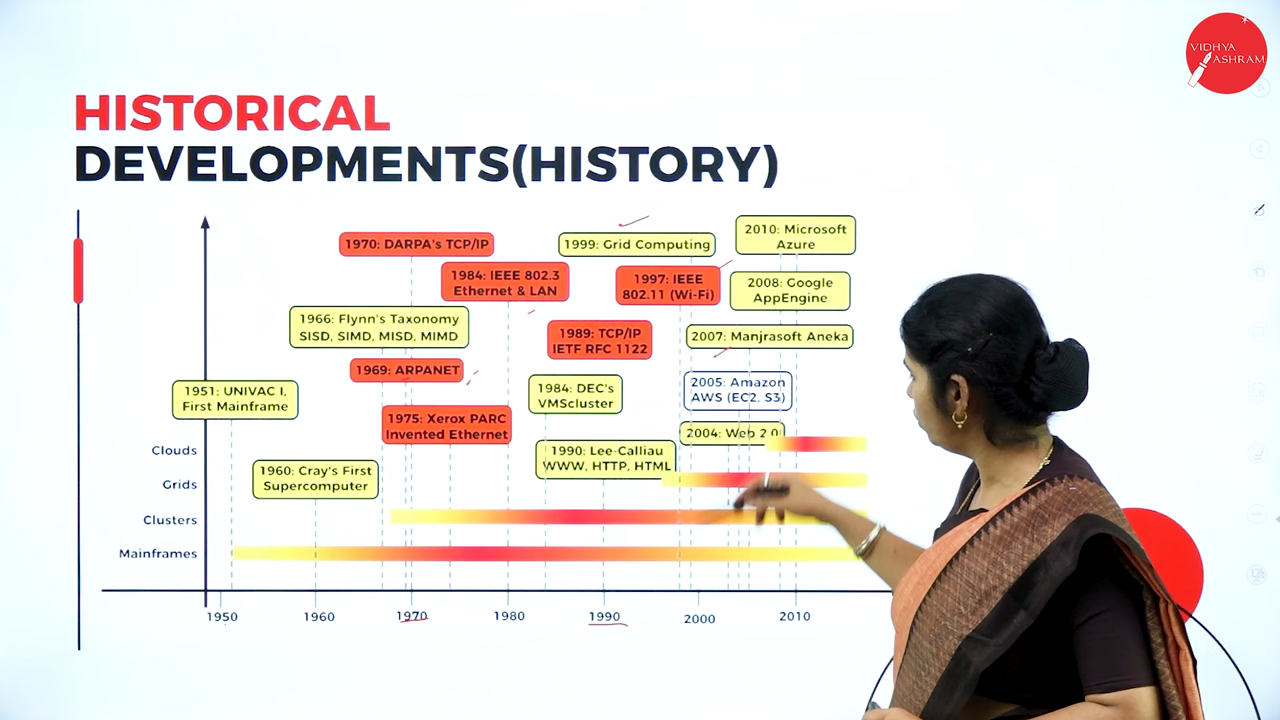 VIDHYA
ASHRAM
HISTORICAL
DEVELOPMENTS(HISTORY)
1970: DARPA's TCP/IP
1999: Grid Computing
2010: Microsoft
Azure
1984: IEEE 802.3
Ethernet & LAN
1997: IEEE
802.11 (Wi-Fi)
2008: Google
AppEngine
1966: Flynn's Taxonomy
SISD, SIMD, MISD, MIMD
1989: TCP/IP
IETF RFC 1122
2007: Manjrasoft Aneka
1969: ARPANET
1951: UNIVAC I,
First Mainframe
1984: DEC's
VMScluster
2005: Amazon
AWS (EC2, S3)
1975: Xerox PARC
Invented Ethernet
2004: Web 2.0
Clouds
1990: Lee-Calliau
WWW, HTTP, HTML
1960: Cray's First
Supercomputer
Grids
Clusters
Mainframes
1950 1960 1970 1980 1990 2000 2010